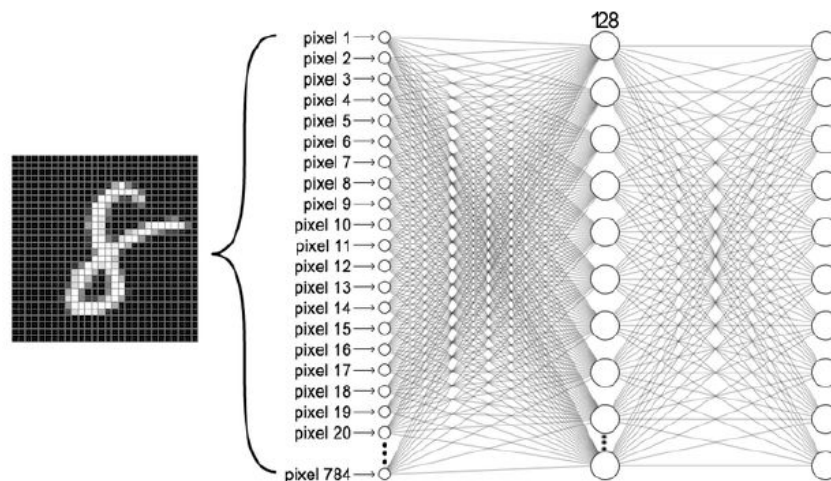 128
pixel 1
pixel 2
pixel 3
pixel 4
pixel 5
pixel 6
pixel 7
pixel 8
pixel 9
pixel 10
pixel 11
pixel 12
pixel 13
pixel 14
pixel 15
pixel 16
pixel 17
pixel 18
pixel 19
pixel 20
pixel 784